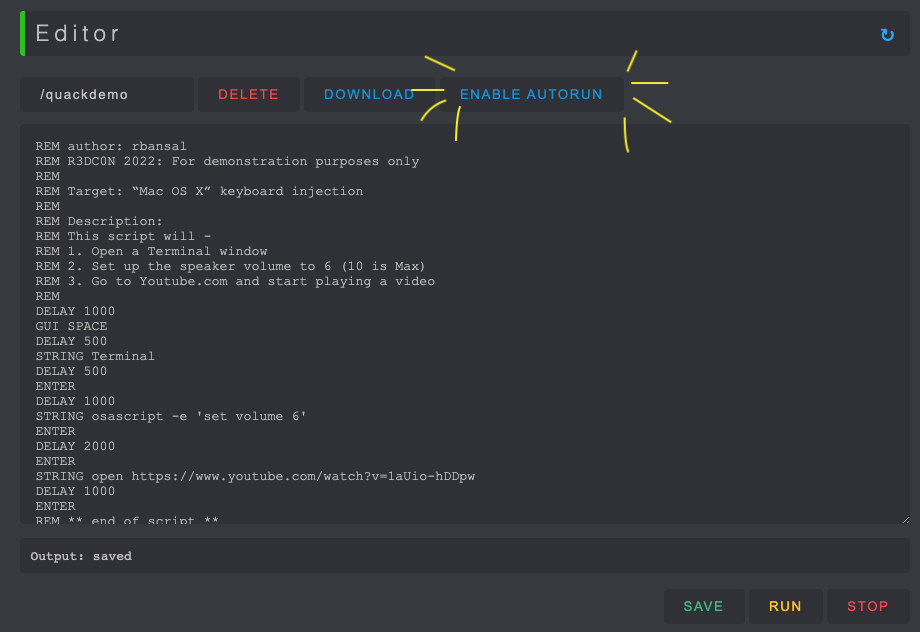 Editor
↻
/quackdemo
DELETE
DOWNLOAD
ENABLE AUTORUN
REM author: rbansal
REM R3DC0N 2022: For demonstration purposes only
REM
REM Target: “Mac OS X” keyboard injection
REM
REM Description:
REM This script will -
REM 1. Open a Terminal window
REM 2. Set up the speaker volume to 6 (10 is Max)
REM 3. Go to Youtube.com and start playing a video
REM
DELAY 1000
GUI SPACE
DELAY 500
STRING Terminal
DELAY 500
ENTER
DELAY 1000
STRING osascript -e 'set volume 6'
ENTER
DELAY 2000
ENTER
STRING open https://www.youtube.com/watch?v=1aUio-hDDpw
DELAY 1000
ENTER
REM ** end of script **
Output: saved
SAVE
RUN
STOP